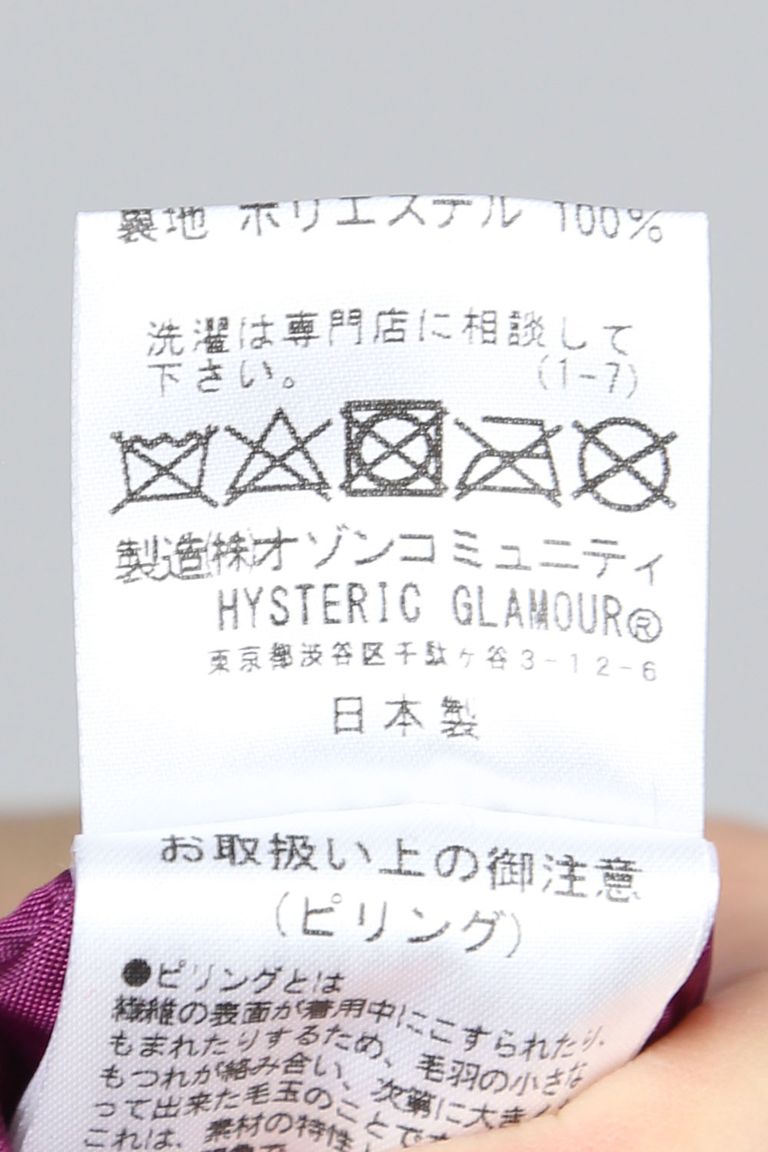 裏地 ポリエステル 100%
洗濯は専門店に相談して
下さい。 (1-7)
製造(株)オゾンコミュニティ
HYSTERIC GLAMOUR®
東京都渋谷区千駄ヶ谷3-12-6
日本製
お取扱い上の御注意
(ピリング)
●ピリングとは
繊維の表面が着用中にこすられたり、
もまれたりするため、毛羽の小さな
もつれが絡み合い、次第に大き
って出来た毛玉のことで
これは、素材の特性